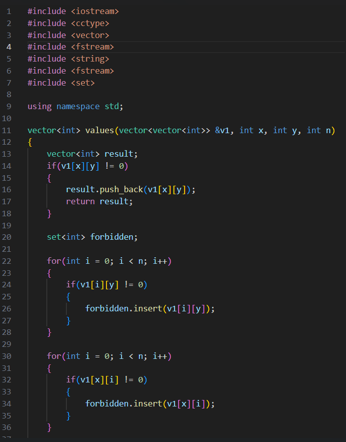 1 #include <iostream>
2 #include <cctype>
3 #include <vector>
4 #include <fstream>
5 #include <string>
6 #include <fstream>
7 #include <set>
8
9 using namespace std;
10
11 vector<int> values(vector<vector<int>> &v1, int x, int y, int n)
12 {
13     vector<int> result;
14     if(v1[x][y] != 0)
15     {
16         result.push_back(v1[x][y]);
17         return result;
18     }
19
20     set<int> forbidden;
21
22     for(int i = 0; i < n; i++)
23     {
24         if(v1[i][y] != 0)
25         {
26             forbidden.insert(v1[i][y]);
27         }
28     }
29
30     for(int i = 0; i < n; i++)
31     {
32         if(v1[x][i] != 0)
33         {
34             forbidden.insert(v1[x][i]);
35         }
36     }